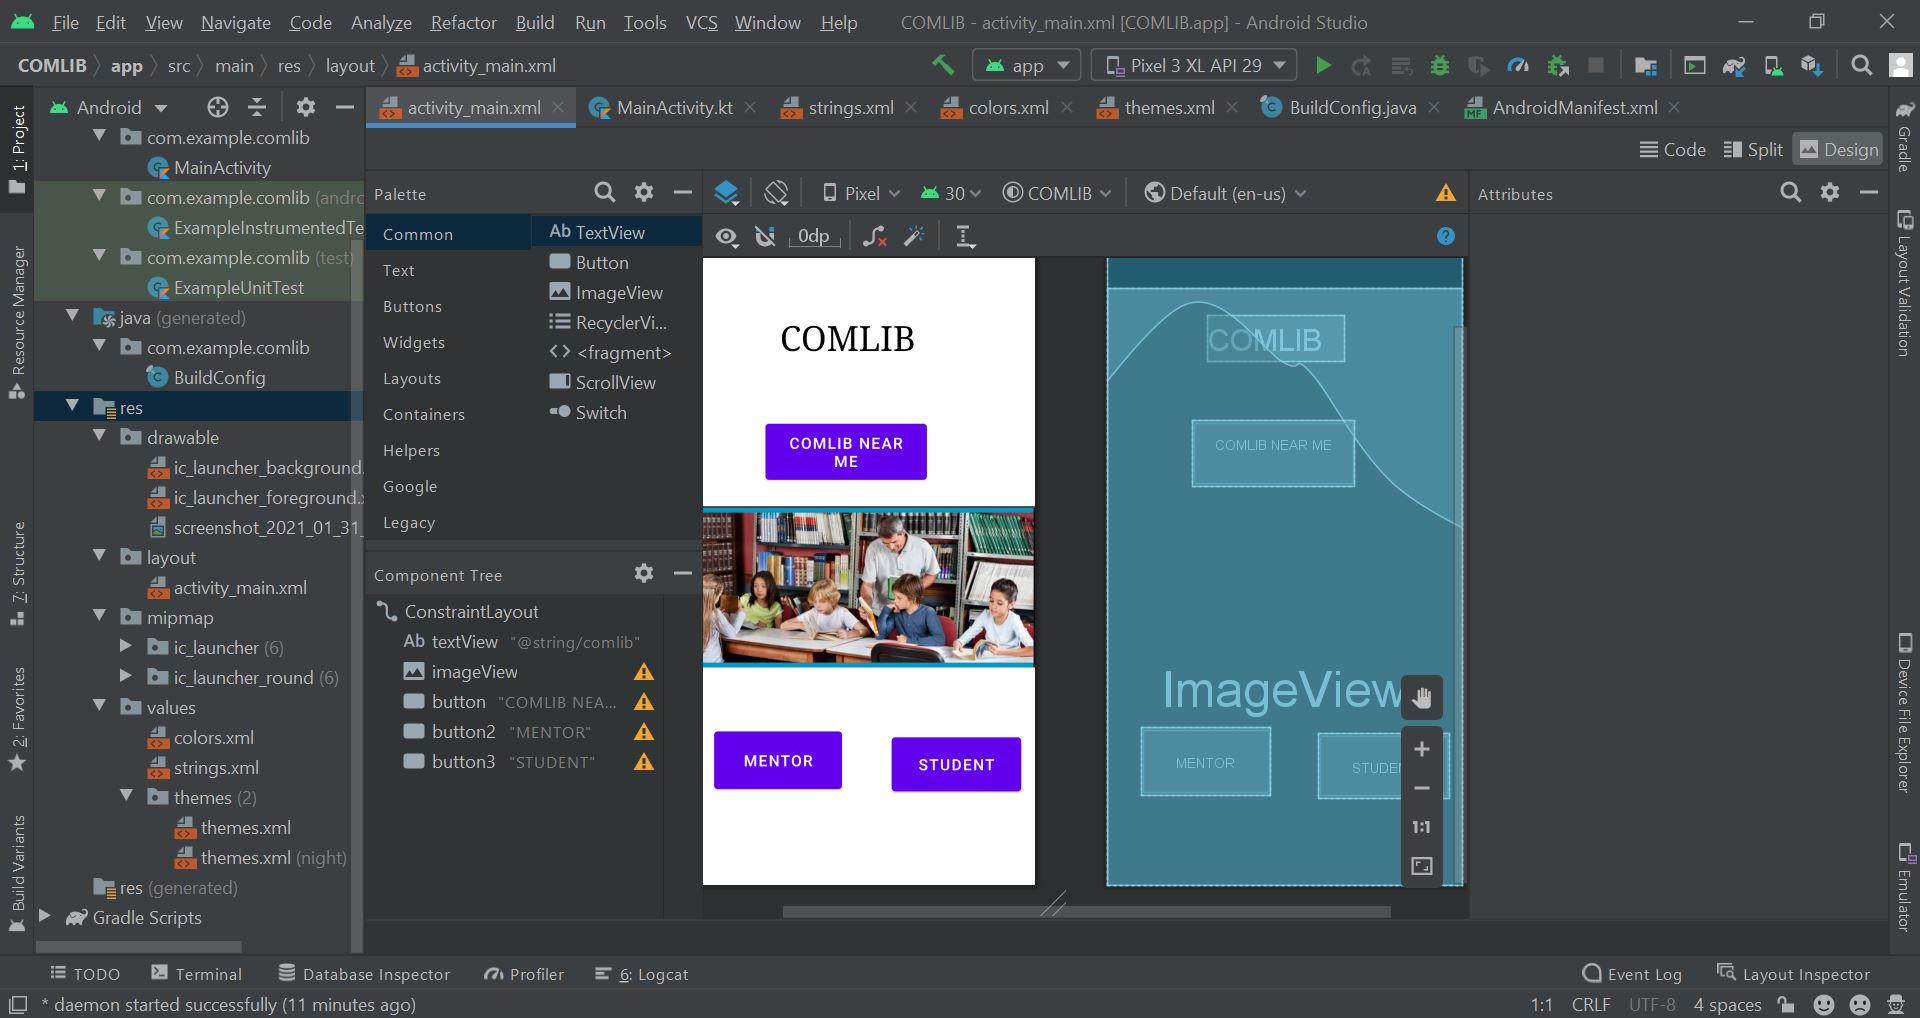 File Edit View Navigate Code Analyze Refactor Build Run Tools VCS Window Help COMLIB - activity_main.xml [COMLIB.app] - Android Studio
COMLIB app src main res layout activity_main.xml app Pixel 3 XL API 29
1: Project
Resource Manager
7: Structure
2: Favorites
Build Variants
Android
com.example.comlib
MainActivity
com.example.comlib (andro
ExampleInstrumentedTe
com.example.comlib (test)
ExampleUnitTest
java (generated)
com.example.comlib
BuildConfig
res
drawable
ic_launcher_background.
ic_launcher_foreground.x
screenshot_2021_01_31_
layout
activity_main.xml
mipmap
ic_launcher (6)
ic_launcher_round (6)
values
colors.xml
strings.xml
themes (2)
themes.xml
themes.xml (night)
res (generated)
Gradle Scripts
activity_main.xml MainActivity.kt strings.xml colors.xml themes.xml BuildConfig.java AndroidManifest.xml
MF
Code Split Design
Palette
Common
Text
Buttons
Widgets
Layouts
Containers
Helpers
Google
Legacy
Ab TextView
Button
ImageView
RecyclerVi...
<fragment>
ScrollView
Switch
Component Tree
ConstraintLayout
Ab textView "@string/comlib"
imageView
button "COMLIB NEA...
button2 "MENTOR"
button3 "STUDENT"
Pixel 30 COMLIB Default (en-us)
0dp
COMLIB
COMLIB NEAR
ME
MENTOR
STUDENT
COMLIB
COMLIB NEAR ME
ImageView
MENTOR
STUDEN
1:1
Attributes
Gradle
Layout Validation
Device File Explorer
Emulator
TODO Terminal Database Inspector Profiler 6: Logcat Event Log Layout Inspector
* daemon started successfully (11 minutes ago) 1:1 CRLF UTF-8 4 spaces